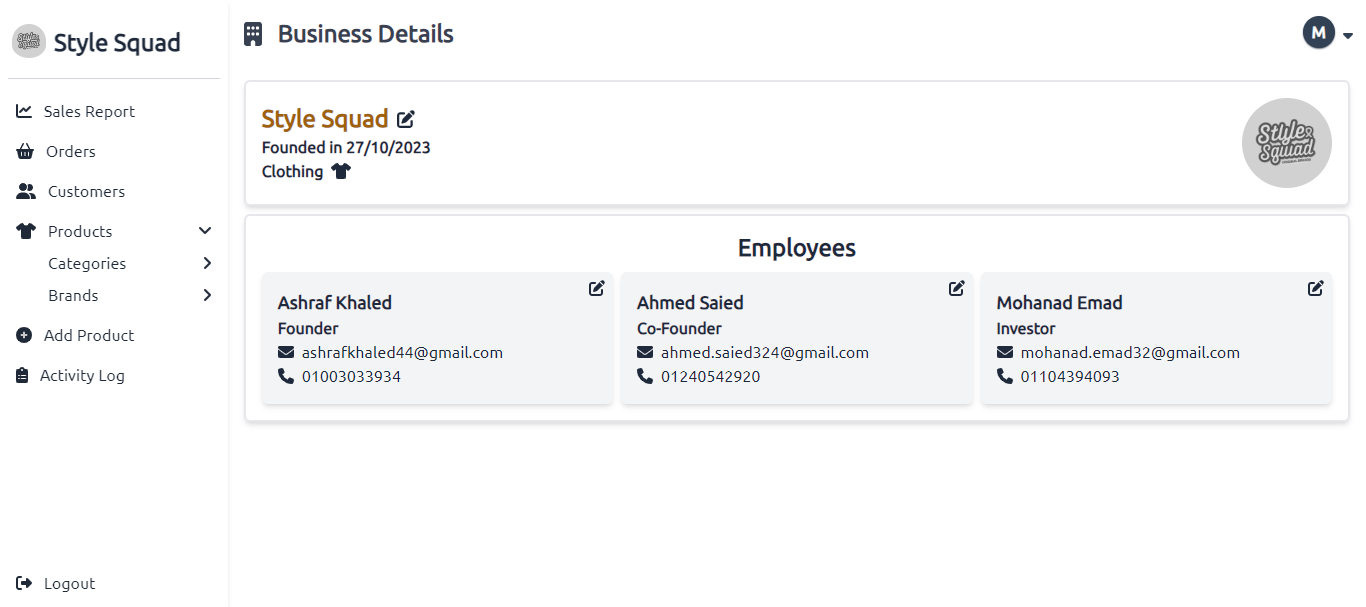 Style Squad
Sales Report
Orders
Customers
Products
Categories
Brands
Add Product
Activity Log
Logout
Business Details
M
Style Squad
Founded in 27/10/2023
Clothing
Style Squad
Employees
Ashraf Khaled
Founder
ashrafkhaled44@gmail.com
01003033934
Ahmed Saied
Co-Founder
ahmed.saied324@gmail.com
01240542920
Mohanad Emad
Investor
mohanad.emad32@gmail.com
01104394093